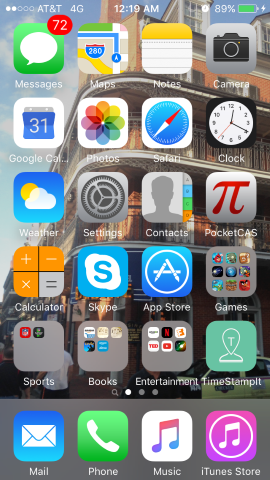 AT&T 4G 12:19 AM 89%
72
280
Messages Maps Notes Camera
31
Google Cal... Photos Safari Clock
π
Weather Settings Contacts PocketCAS
Calculator Skype App Store Games
T
Sports Books Entertainment TimeStampIt
Mail Phone Music iTunes Store